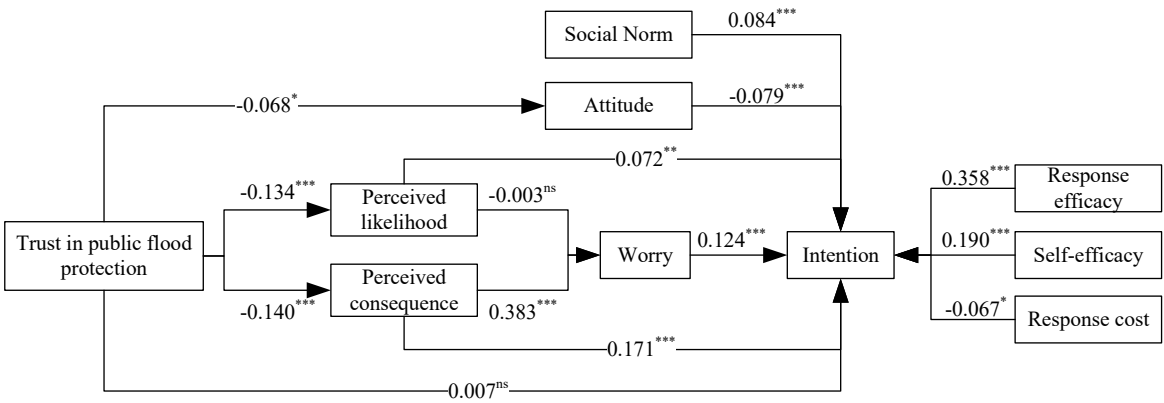 Social Norm
0.084***
Attitude
-0.068*
-0.079***
0.072**
-0.134***
Perceived
likelihood
-0.003ns
0.358***
Response
efficacy
Trust in public flood
protection
Worry
0.124***
Intention
0.190***
Self-efficacy
-0.140***
Perceived
consequence
0.383***
-0.067*
Response cost
0.171***
0.007ns